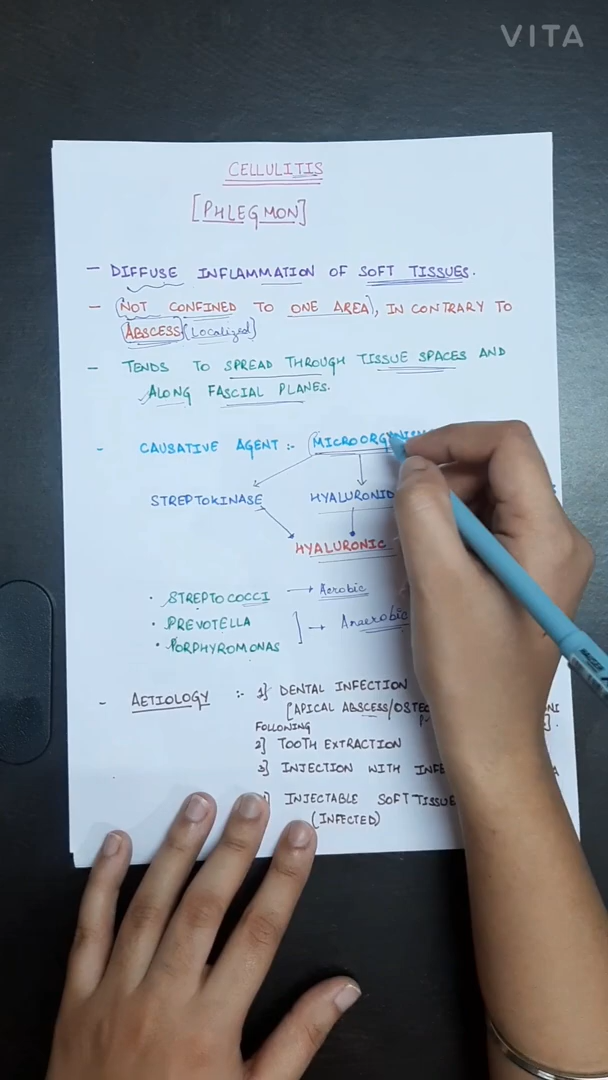 VITA
CELLULITIS
[PHLEGMON]
- DIFFUSE INFLAMMATION OF SOFT TISSUES.
- (NOT CONFINED TO ONE AREA), IN CONTRARY TO
ABSCESS (Localized)
- TENDS TO SPREAD THROUGH TISSUE SPACES AND
ALONG FASCIAL PLANES.
- CAUSATIVE AGENT :-
STREPTOKINASE
HYALURONIC
• STREPTOCOCCI → Aerobic
• PREVOTELLA
• PORPHYROMONAS ] → Anaerobic
- AETIOLOGY :- 1] DENTAL INFECTION
[APICAL ABSCESS/
FOLLONING
2] TOOTH EXTRACTION
3] INJECTION WITH
INJECTABLE SOFT TISSUE
(INFECTED)